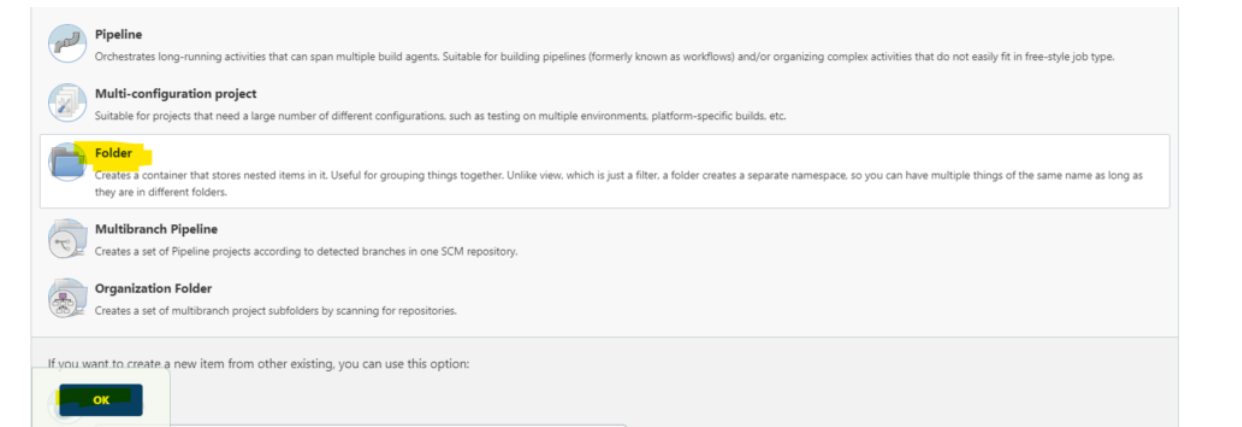 Pipeline
Orchestrates long-running activities that can span multiple build agents. Suitable for building pipelines (formerly known as workflows) and/or organizing complex activities that do not easily fit in free-style job type.
Multi-configuration project
Suitable for projects that need a large number of different configurations, such as testing on multiple environments, platform-specific builds, etc.
Folder
Creates a container that stores nested items in it. Useful for grouping things together. Unlike view, which is just a filter, a folder creates a separate namespace, so you can have multiple things of the same name as long as
they are in different folders.
Multibranch Pipeline
Creates a set of Pipeline projects according to detected branches in one SCM repository.
Organization Folder
Creates a set of multibranch project subfolders by scanning for repositories.
If you want to create a new item from other existing, you can use this option:
OK